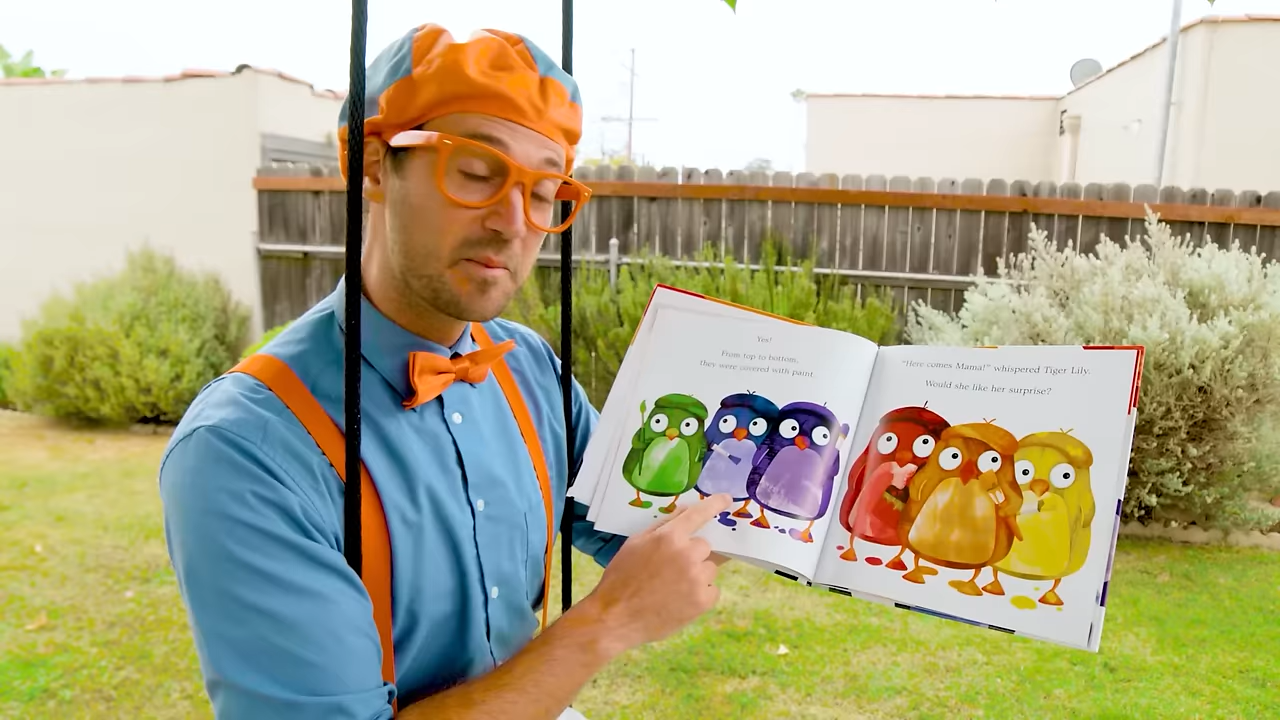 Yes!
From top to bottom,
they were covered with paint.
"Here comes Mama!" whispered Tiger Lily.
Would she like her surprise?